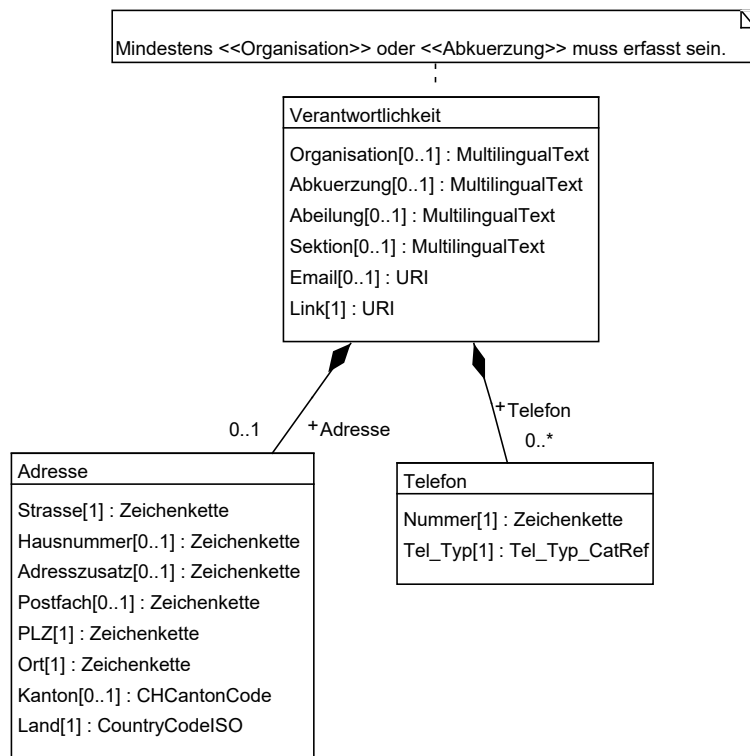 Mindestens <<Organisation>> oder <<Abkuerzung>> muss erfasst sein.
Verantwortlichkeit
Organisation[0..1] : MultilingualText
Abkuerzung[0..1] : MultilingualText
Abeilung[0..1] : MultilingualText
Sektion[0..1] : MultilingualText
Email[0..1] : URI
Link[1] : URI
0..1
+Adresse
+Telefon
0..*
Adresse
Strasse[1] : Zeichenkette
Hausnummer[0..1] : Zeichenkette
Adresszusatz[0..1] : Zeichenkette
Postfach[0..1] : Zeichenkette
PLZ[1] : Zeichenkette
Ort[1] : Zeichenkette
Kanton[0..1] : CHCantonCode
Land[1] : CountryCodeISO
Telefon
Nummer[1] : Zeichenkette
Tel_Typ[1] : Tel_Typ_CatRef